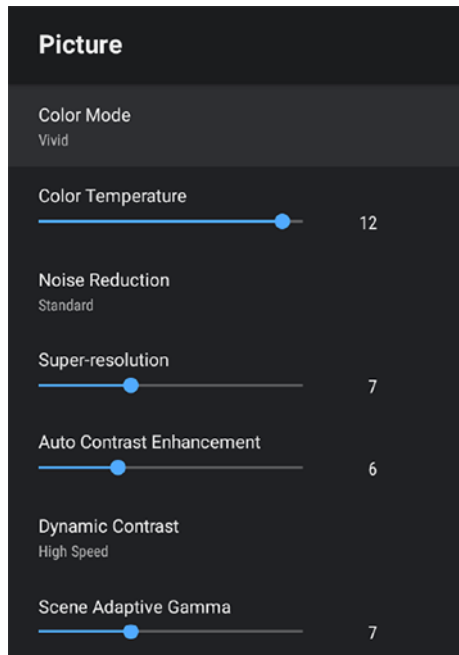 Picture
Color Mode
Vivid
Color Temperature
12
Noise Reduction
Standard
Super-resolution
7
Auto Contrast Enhancement
6
Dynamic Contrast
High Speed
Scene Adaptive Gamma
7